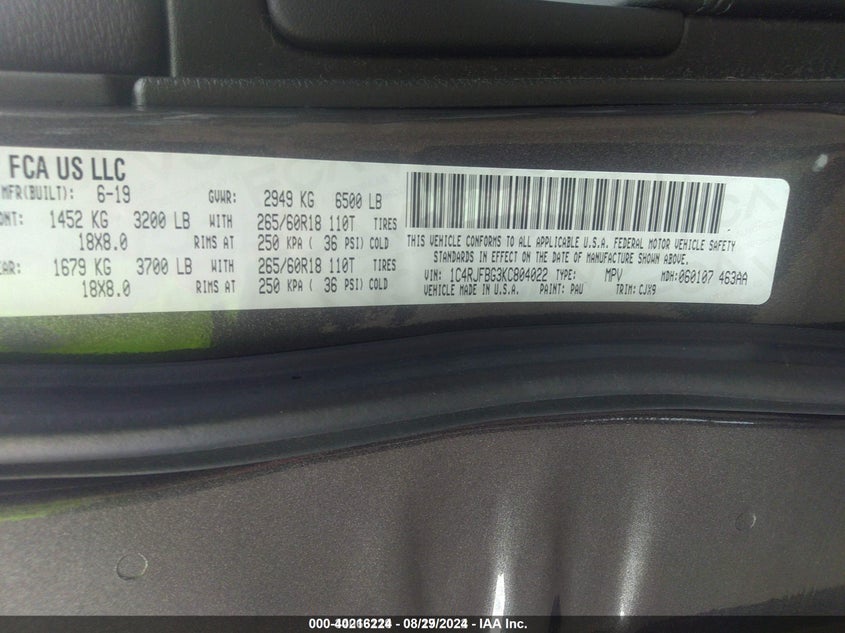 FCA US LLC
MFR(BUILT): 6-19 GVWR: 2949 KG 6500 LB
ONT: 1452 KG 3200 LB WITH 265/60R18 110T TIRES
18X8.0 RIMS AT 250 KPA ( 36 PSI) COLD
EAR: 1679 KG 3700 LB WITH 265/60R18 110T TIRES
18X8.0 RIMS AT 250 KPA ( 36 PSI) COLD
THIS VEHICLE CONFORMS TO ALL APPLICABLE U.S.A. FEDERAL MOTOR VEHICLE SAFETY
STANDARDS IN EFFECT ON THE DATE OF MANUFACTURE SHOWN ABOVE.
VIN: 1C4RJFBG3KC804022 TYPE: MPV MDH:060107 463AA
VEHICLE MADE IN U.S.A. PAINT: PAU TRIM: CJX9
000-40216224 - 08/29/2024 - IAA Inc.